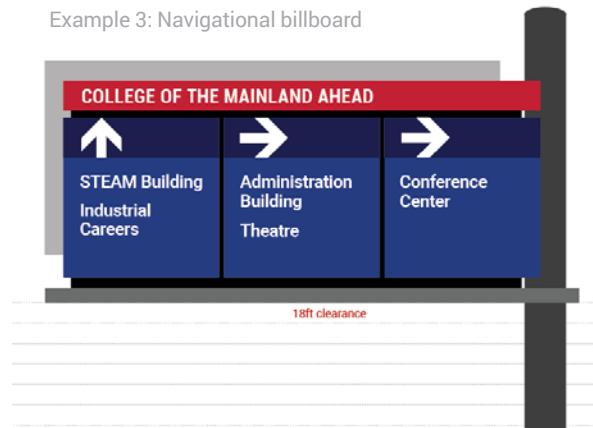 Example 3: Navigational billboard
COLLEGE OF THE MAINLAND AHEAD
STEAM Building
Industrial
Careers
Administration
Building
Theatre
Conference
Center
18ft clearance